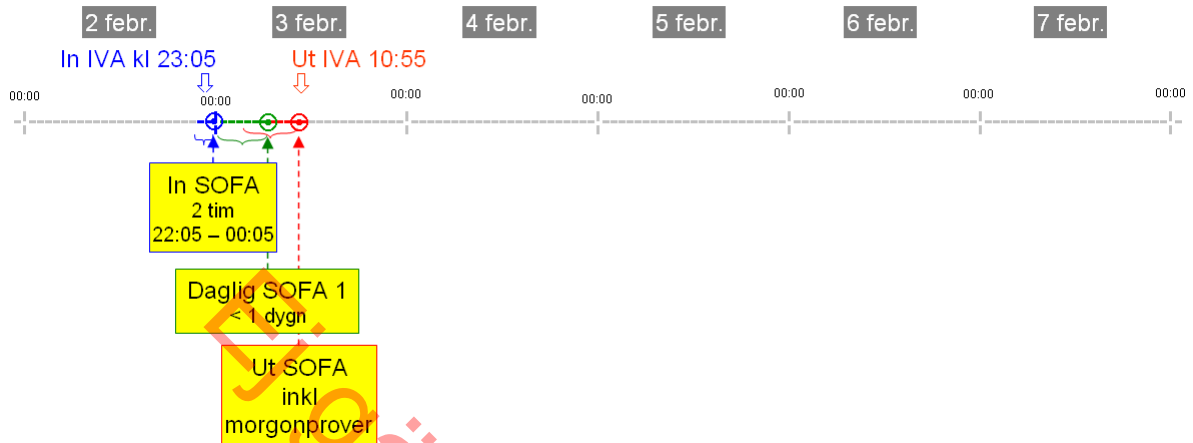 2 febr.
3 febr.
4 febr.
5 febr.
6 febr.
7 febr.
In IVA kl 23:05
Ut IVA 10:55
00:00
00:00
00:00
00:00
00:00
00:00
00:00
In SOFA
2 tim
22:05 – 00:05
Daglig SOFA 1
< 1 dygn
Ut SOFA
inkl
morgonprover